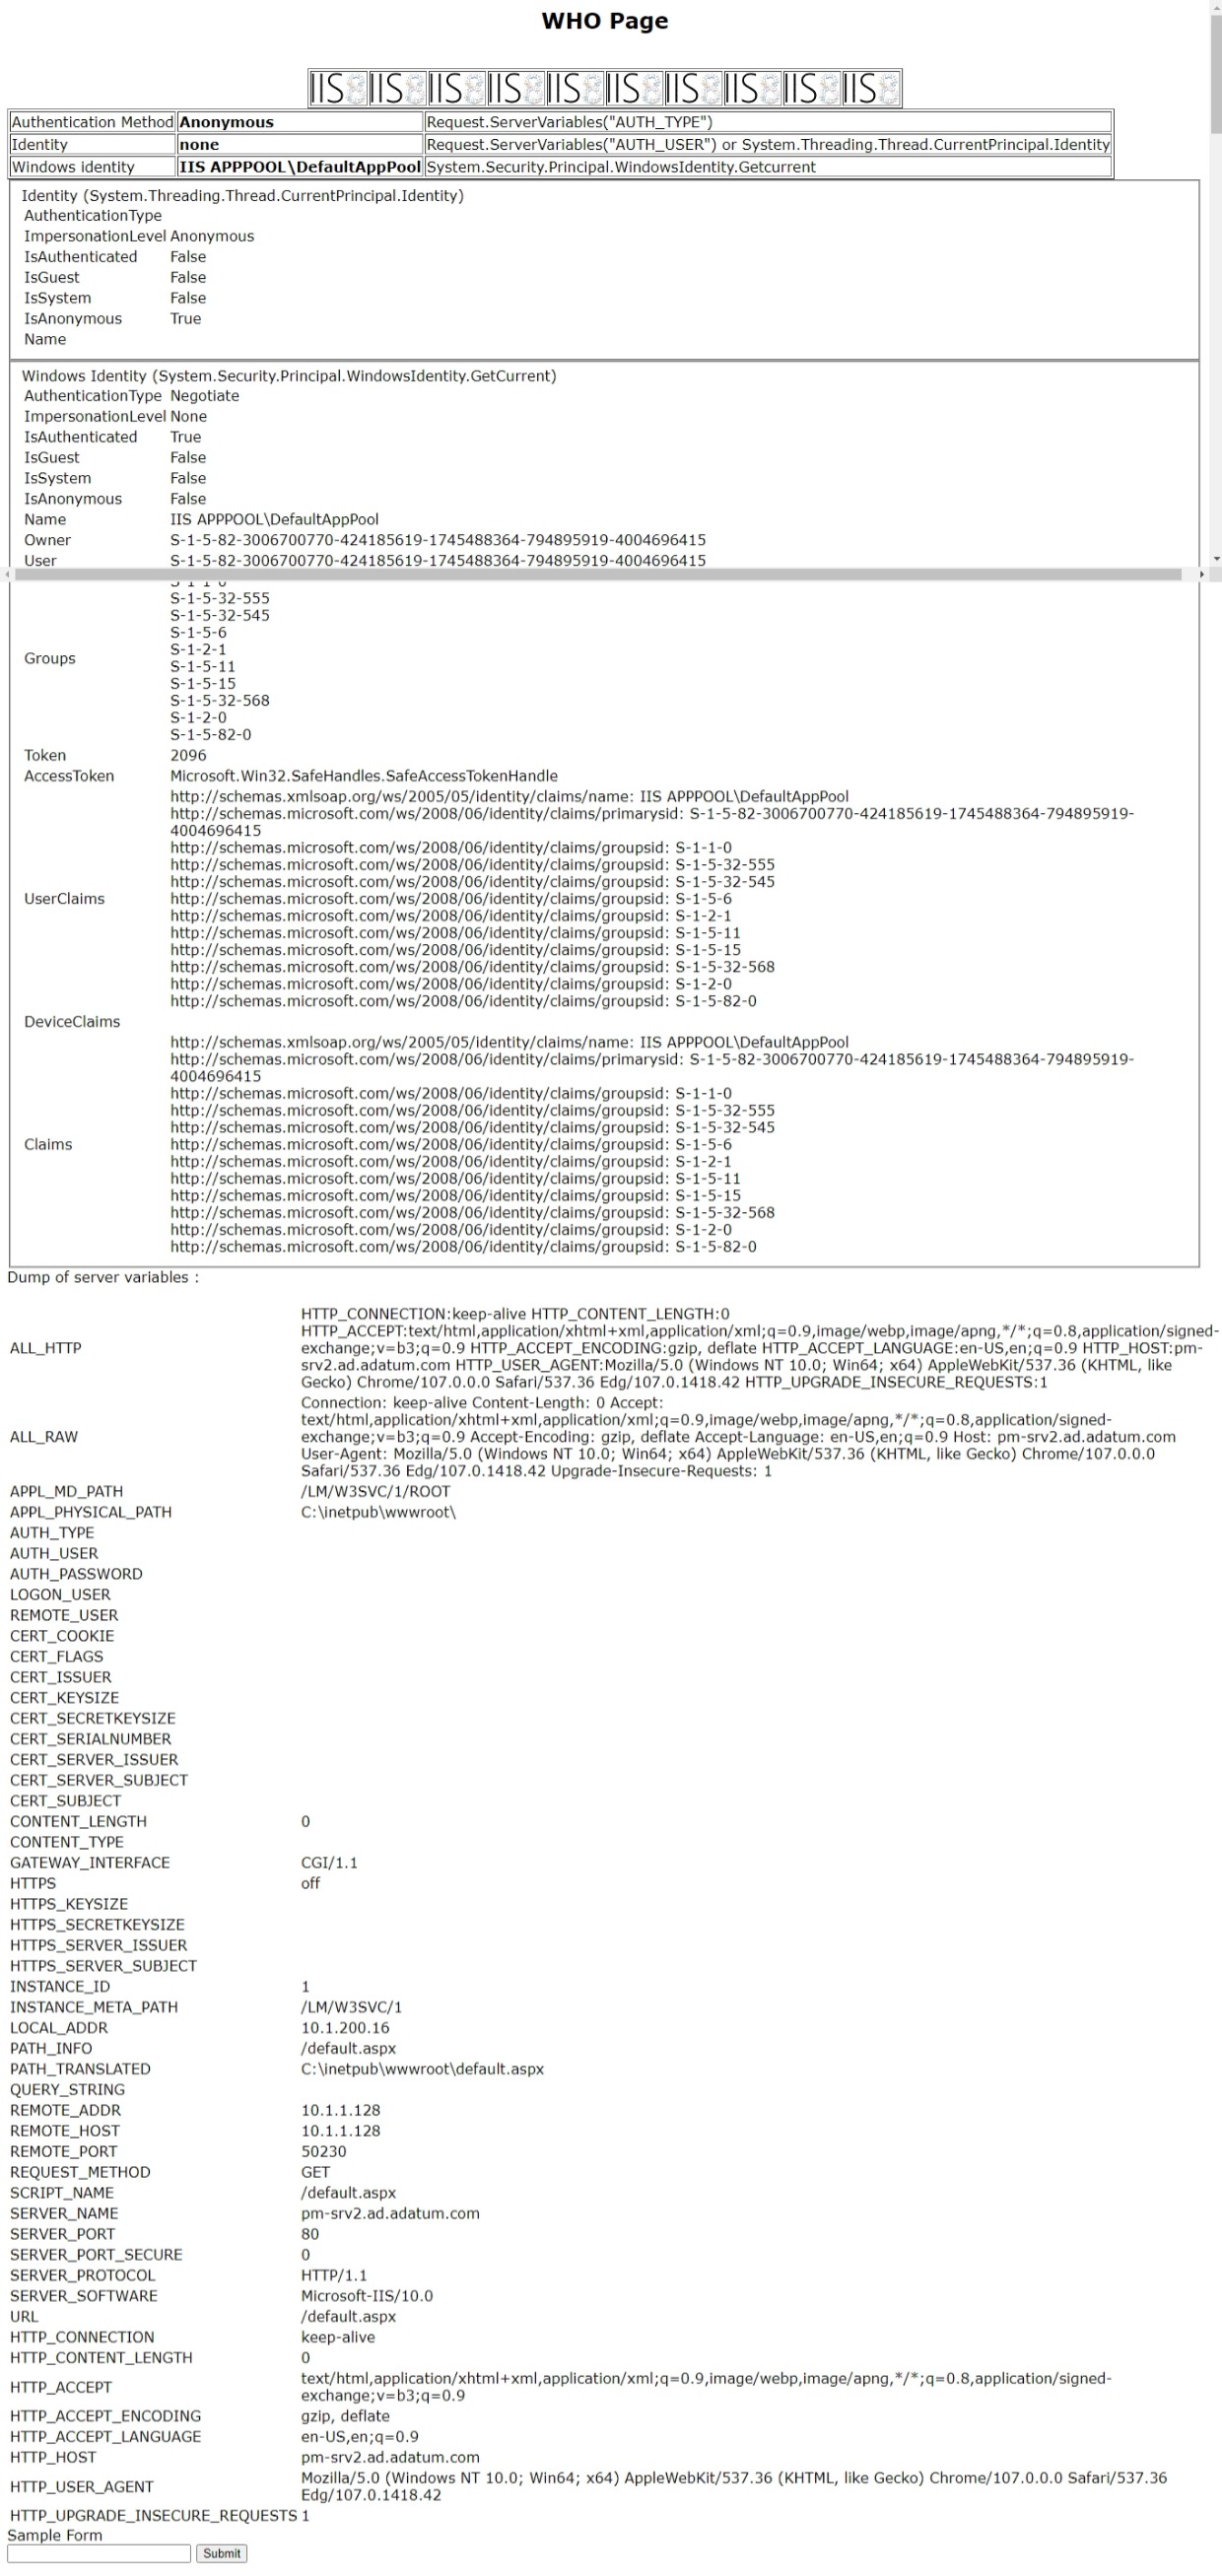 WHO Page
IIS IIS IIS IIS IIS IIS IIS IIS IIS IIS
Authentication Method Anonymous Request.ServerVariables("AUTH_TYPE")
Identity none Request.ServerVariables("AUTH_USER") or System.Threading.Thread.CurrentPrincipal.Identity
Windows identity IIS APPPOOL\DefaultAppPool System.Security.Principal.WindowsIdentity.Getcurrent
Identity (System.Threading.Thread.CurrentPrincipal.Identity)
AuthenticationType
ImpersonationLevel Anonymous
IsAuthenticated False
IsGuest False
IsSystem False
IsAnonymous True
Name
Windows Identity (System.Security.Principal.WindowsIdentity.GetCurrent)
AuthenticationType Negotiate
ImpersonationLevel None
IsAuthenticated True
IsGuest False
IsSystem False
IsAnonymous False
Name IIS APPPOOL\DefaultAppPool
Owner S-1-5-82-3006700770-424185619-1745488364-794895919-4004696415
User S-1-5-82-3006700770-424185619-1745488364-794895919-4004696415
S-1-5-32-555
S-1-5-32-545
S-1-5-6
S-1-2-1
Groups
S-1-5-11
S-1-5-15
S-1-5-32-568
S-1-2-0
S-1-5-82-0
Token 2096
AccessToken Microsoft.Win32.SafeHandles.SafeAccessTokenHandle
http://schemas.xmlsoap.org/ws/2005/05/identity/claims/name: IIS APPPOOL\DefaultAppPool
http://schemas.microsoft.com/ws/2008/06/identity/claims/primarysid: S-1-5-82-3006700770-424185619-1745488364-794895919-
4004696415
http://schemas.microsoft.com/ws/2008/06/identity/claims/groupsid: S-1-1-0
http://schemas.microsoft.com/ws/2008/06/identity/claims/groupsid: S-1-5-32-555
http://schemas.microsoft.com/ws/2008/06/identity/claims/groupsid: S-1-5-32-545
UserClaims http://schemas.microsoft.com/ws/2008/06/identity/claims/groupsid: S-1-5-6
http://schemas.microsoft.com/ws/2008/06/identity/claims/groupsid: S-1-2-1
http://schemas.microsoft.com/ws/2008/06/identity/claims/groupsid: S-1-5-11
http://schemas.microsoft.com/ws/2008/06/identity/claims/groupsid: S-1-5-15
http://schemas.microsoft.com/ws/2008/06/identity/claims/groupsid: S-1-5-32-568
http://schemas.microsoft.com/ws/2008/06/identity/claims/groupsid: S-1-2-0
http://schemas.microsoft.com/ws/2008/06/identity/claims/groupsid: S-1-5-82-0
DeviceClaims
http://schemas.xmlsoap.org/ws/2005/05/identity/claims/name: IIS APPPOOL\DefaultAppPool
http://schemas.microsoft.com/ws/2008/06/identity/claims/primarysid: S-1-5-82-3006700770-424185619-1745488364-794895919-
4004696415
http://schemas.microsoft.com/ws/2008/06/identity/claims/groupsid: S-1-1-0
http://schemas.microsoft.com/ws/2008/06/identity/claims/groupsid: S-1-5-32-555
http://schemas.microsoft.com/ws/2008/06/identity/claims/groupsid: S-1-5-32-545
Claims http://schemas.microsoft.com/ws/2008/06/identity/claims/groupsid: S-1-5-6
http://schemas.microsoft.com/ws/2008/06/identity/claims/groupsid: S-1-2-1
http://schemas.microsoft.com/ws/2008/06/identity/claims/groupsid: S-1-5-11
http://schemas.microsoft.com/ws/2008/06/identity/claims/groupsid: S-1-5-15
http://schemas.microsoft.com/ws/2008/06/identity/claims/groupsid: S-1-5-32-568
http://schemas.microsoft.com/ws/2008/06/identity/claims/groupsid: S-1-2-0
http://schemas.microsoft.com/ws/2008/06/identity/claims/groupsid: S-1-5-82-0
Dump of server variables :
HTTP_CONNECTION:keep-alive HTTP_CONTENT_LENGTH:0
HTTP_ACCEPT:text/html,application/xhtml+xml,application/xml;q=0.9,image/webp,image/apng,*/*;q=0.8,application/signed-
ALL_HTTP exchange;v=b3;q=0.9 HTTP_ACCEPT_ENCODING:gzip, deflate HTTP_ACCEPT_LANGUAGE:en-US,en;q=0.9 HTTP_HOST:pm-
srv2.ad.adatum.com HTTP_USER_AGENT:Mozilla/5.0 (Windows NT 10.0; Win64; x64) AppleWebKit/537.36 (KHTML, like
Gecko) Chrome/107.0.0.0 Safari/537.36 Edg/107.0.1418.42 HTTP_UPGRADE_INSECURE_REQUESTS:1
Connection: keep-alive Content-Length: 0 Accept:
text/html,application/xhtml+xml,application/xml;q=0.9,image/webp,image/apng,*/*;q=0.8,application/signed-
ALL_RAW exchange;v=b3;q=0.9 Accept-Encoding: gzip, deflate Accept-Language: en-US,en;q=0.9 Host: pm-srv2.ad.adatum.com
User-Agent: Mozilla/5.0 (Windows NT 10.0; Win64; x64) AppleWebKit/537.36 (KHTML, like Gecko) Chrome/107.0.0.0
Safari/537.36 Edg/107.0.1418.42 Upgrade-Insecure-Requests: 1
APPL_MD_PATH /LM/W3SVC/1/ROOT
APPL_PHYSICAL_PATH C:\inetpub\wwwroot\
AUTH_TYPE
AUTH_USER
AUTH_PASSWORD
LOGON_USER
REMOTE_USER
CERT_COOKIE
CERT_FLAGS
CERT_ISSUER
CERT_KEYSIZE
CERT_SECRETKEYSIZE
CERT_SERIALNUMBER
CERT_SERVER_ISSUER
CERT_SERVER_SUBJECT
CERT_SUBJECT
CONTENT_LENGTH 0
CONTENT_TYPE
GATEWAY_INTERFACE CGI/1.1
HTTPS off
HTTPS_KEYSIZE
HTTPS_SECRETKEYSIZE
HTTPS_SERVER_ISSUER
HTTPS_SERVER_SUBJECT
INSTANCE_ID 1
INSTANCE_META_PATH /LM/W3SVC/1
LOCAL_ADDR 10.1.200.16
PATH_INFO /default.aspx
PATH_TRANSLATED C:\inetpub\wwwroot\default.aspx
QUERY_STRING
REMOTE_ADDR 10.1.1.128
REMOTE_HOST 10.1.1.128
REMOTE_PORT 50230
REQUEST_METHOD GET
SCRIPT_NAME /default.aspx
SERVER_NAME pm-srv2.ad.adatum.com
SERVER_PORT 80
SERVER_PORT_SECURE 0
SERVER_PROTOCOL HTTP/1.1
SERVER_SOFTWARE Microsoft-IIS/10.0
URL /default.aspx
HTTP_CONNECTION keep-alive
HTTP_CONTENT_LENGTH 0
HTTP_ACCEPT text/html,application/xhtml+xml,application/xml;q=0.9,image/webp,image/apng,*/*;q=0.8,application/signed-
exchange;v=b3;q=0.9
HTTP_ACCEPT_ENCODING gzip, deflate
HTTP_ACCEPT_LANGUAGE en-US,en;q=0.9
HTTP_HOST pm-srv2.ad.adatum.com
HTTP_USER_AGENT Mozilla/5.0 (Windows NT 10.0; Win64; x64) AppleWebKit/537.36 (KHTML, like Gecko) Chrome/107.0.0.0 Safari/537.36
Edg/107.0.1418.42
HTTP_UPGRADE_INSECURE_REQUESTS 1
Sample Form
Submit